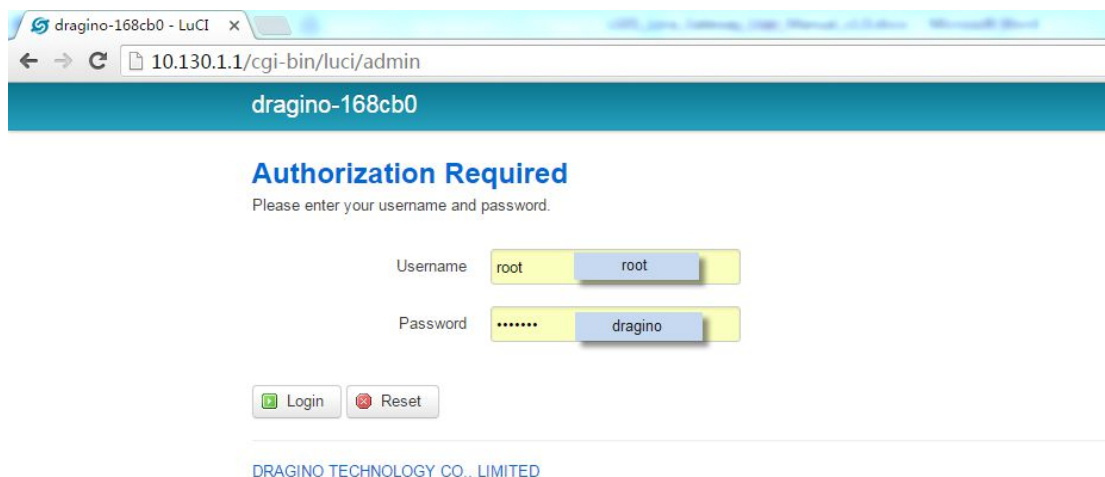 dragino-168cb0 - LuCI
10.130.1.1/cgi-bin/luci/admin
dragino-168cb0
Authorization Required
Please enter your username and password.
Username root root
Password ••••••• dragino
Login Reset
DRAGINO TECHNOLOGY CO., LIMITED